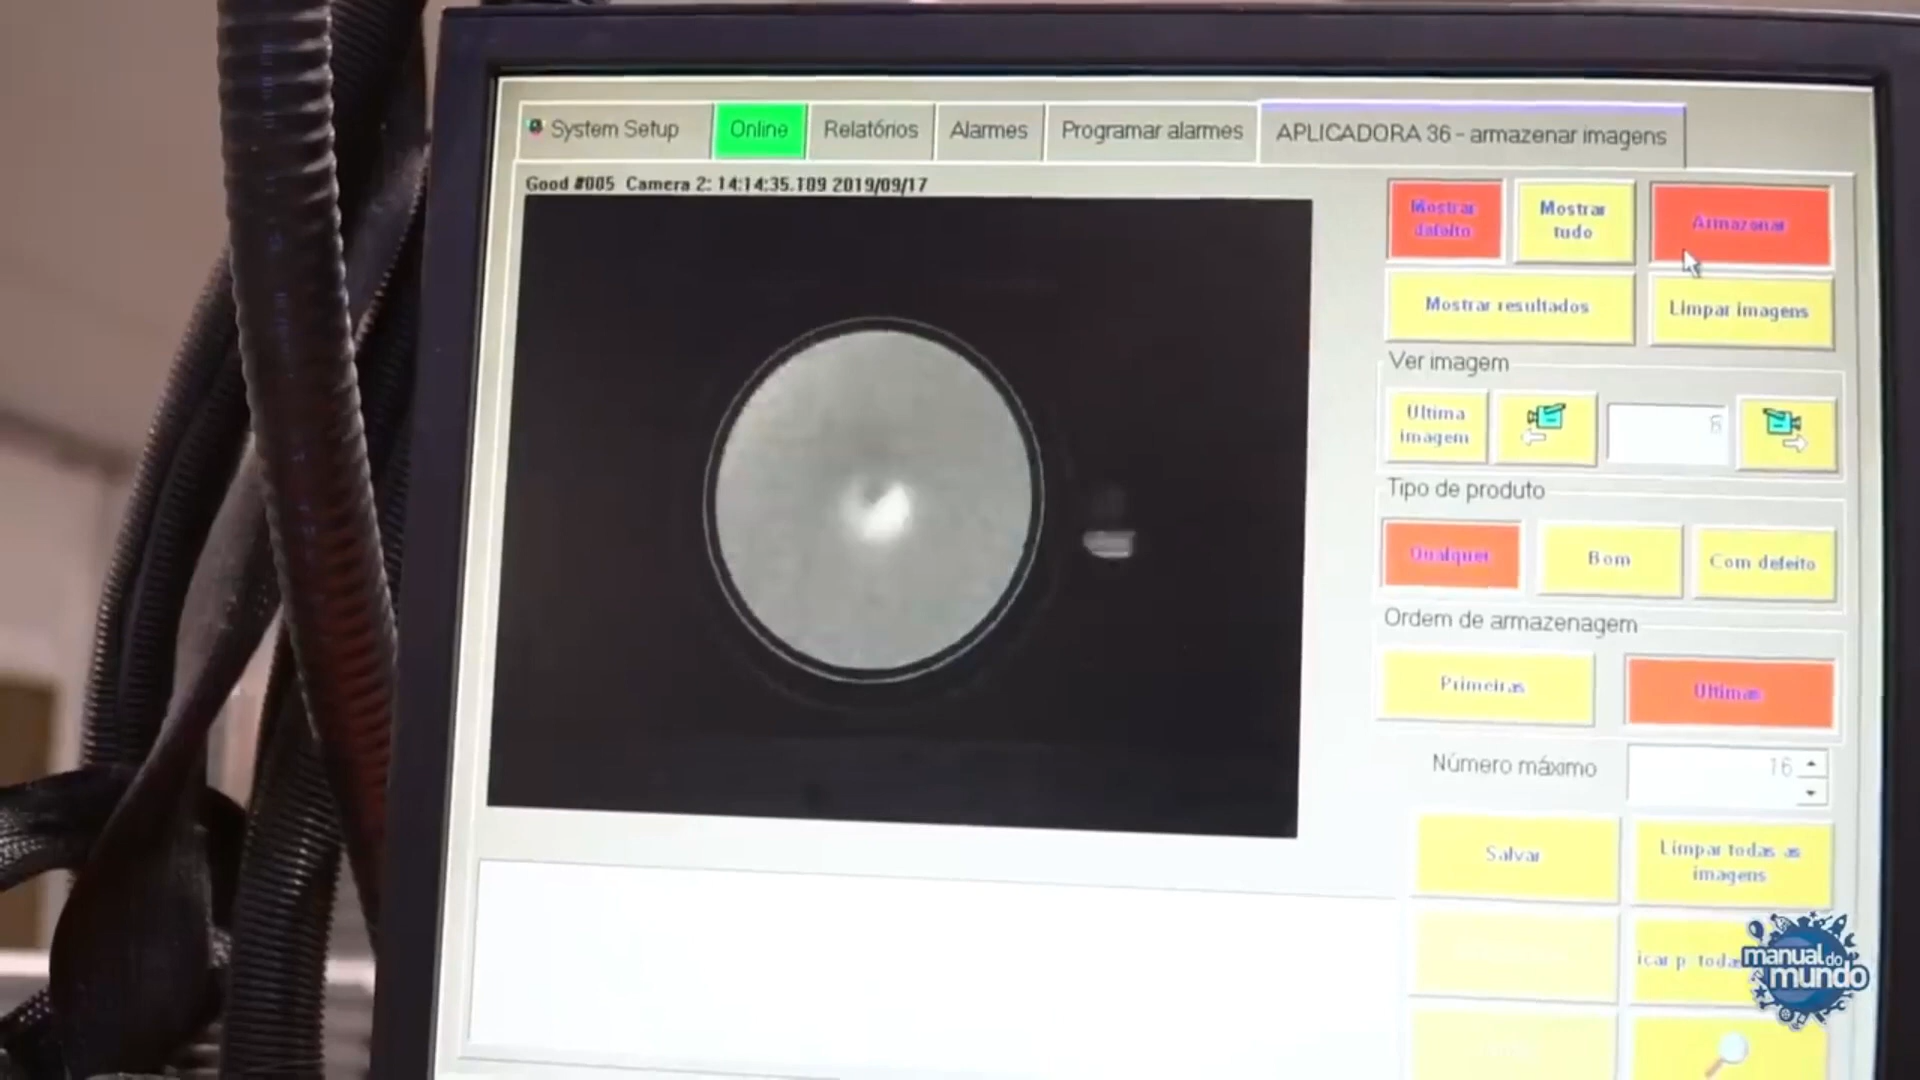 System Setup Online Relatórios Alarmes Programar alarmes APLICADORA 36 - armazenar imagens
Good #005 Camera 2: 14:14:35.109 2019/09/17
Mostrar
defeito
Mostrar
tudo
Armazenar
Mostrar resultados
Limpar imagens
Ver imagem
Ultima
imagem
6
Tipo de produto
Qualquer
Bom
Com defeito
Ordem de armazenagem
Primeiras
Ultimas
Número máximo
16
Salvar
Limpar todas as
imagens
icar p toda
manual do
mundo